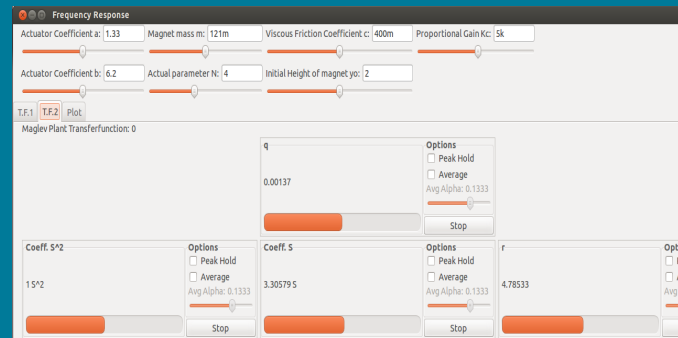 Frequency Response
Actuator Coefficient a: 1.33 Magnet mass m: 121m Viscous Friction Coefficient c: 400m Proportional Gain Kc: 5k
Actuator Coefficient b: 6.2 Actual parameter N: 4 Initial Height of magnet yo: 2
T.F.1 T.F.2 Plot
Maglev Plant Transferfunction: 0
q Options
Peak Hold
Average
0.00137
Avg Alpha: 0.1333
Stop
Coeff. S^2 Options Coeff. S Options r Opt
Peak Hold Peak Hold
Average Average
1 S^2 3.30579 S 4.78533
Avg Alpha: 0.1333 Avg Alpha: 0.1333 Avg
Stop Stop